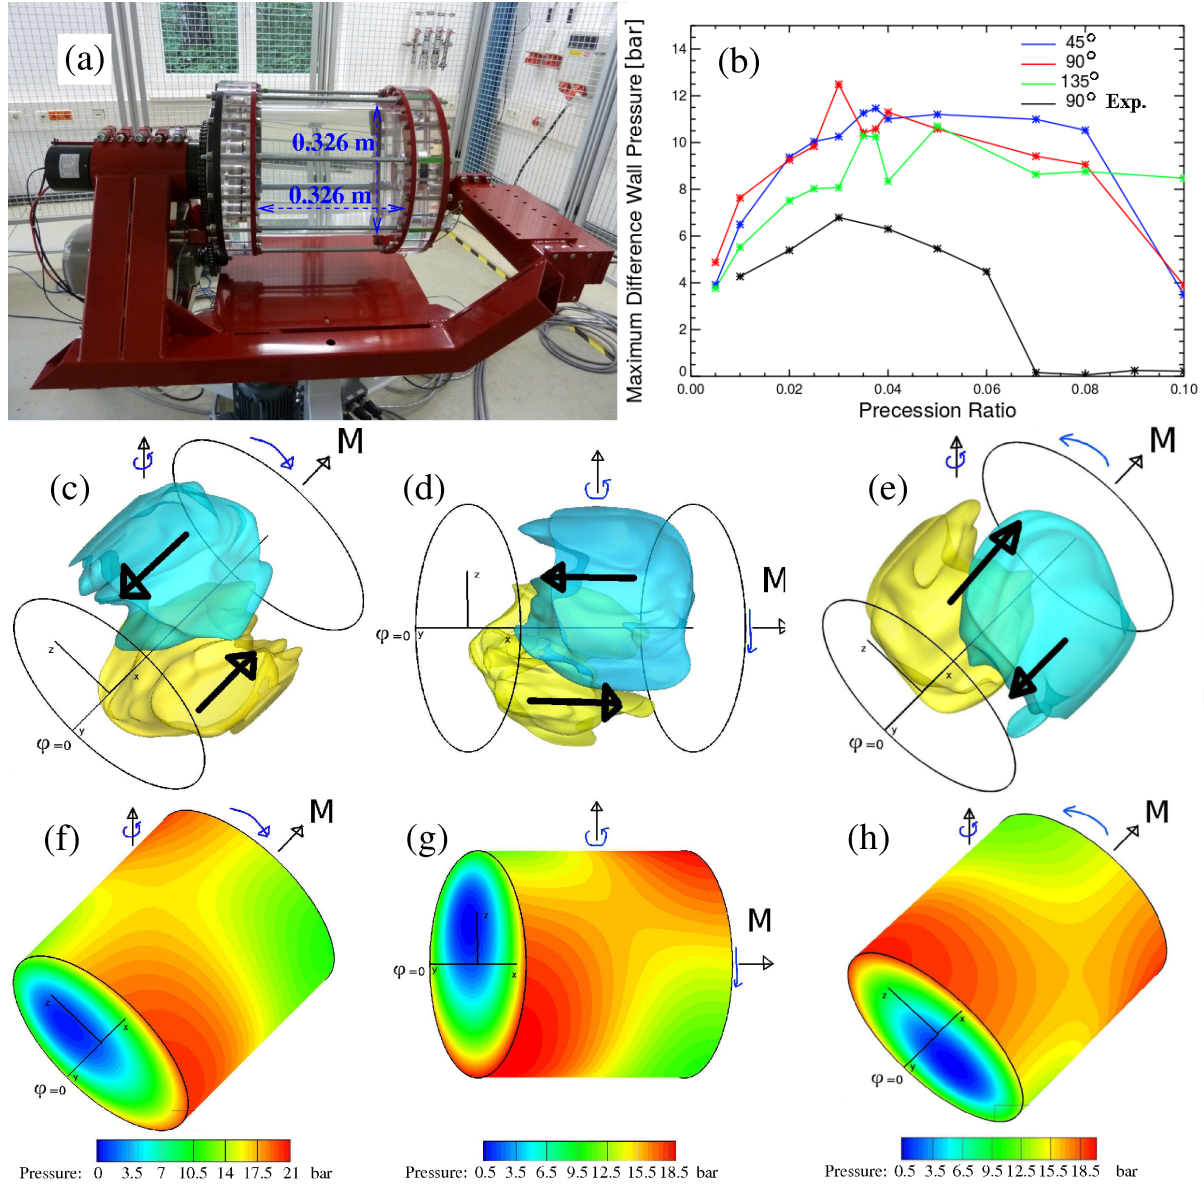 (a)
0.326 m
0.326 m
(b)
Maximum Difference Wall Pressure [bar]
14
12
10
8
6
4
2
0
0.00 0.02 0.04 0.06 0.08 0.10
Precession Ratio
45°
90°
135°
90° Exp.
(c)
M
z
x
y
φ=0
(d)
M
z
x
y
φ=0
(e)
M
z
x
y
φ=0
(f)
M
z
x
y
φ=0
(g)
M
z
x
y
φ=0
(h)
M
z
x
y
φ=0
Pressure: 0 3.5 7 10.5 14 17.5 21 bar
Pressure: 0.5 3.5 6.5 9.5 12.5 15.5 18.5 bar
Pressure: 0.5 3.5 6.5 9.5 12.5 15.5 18.5 bar